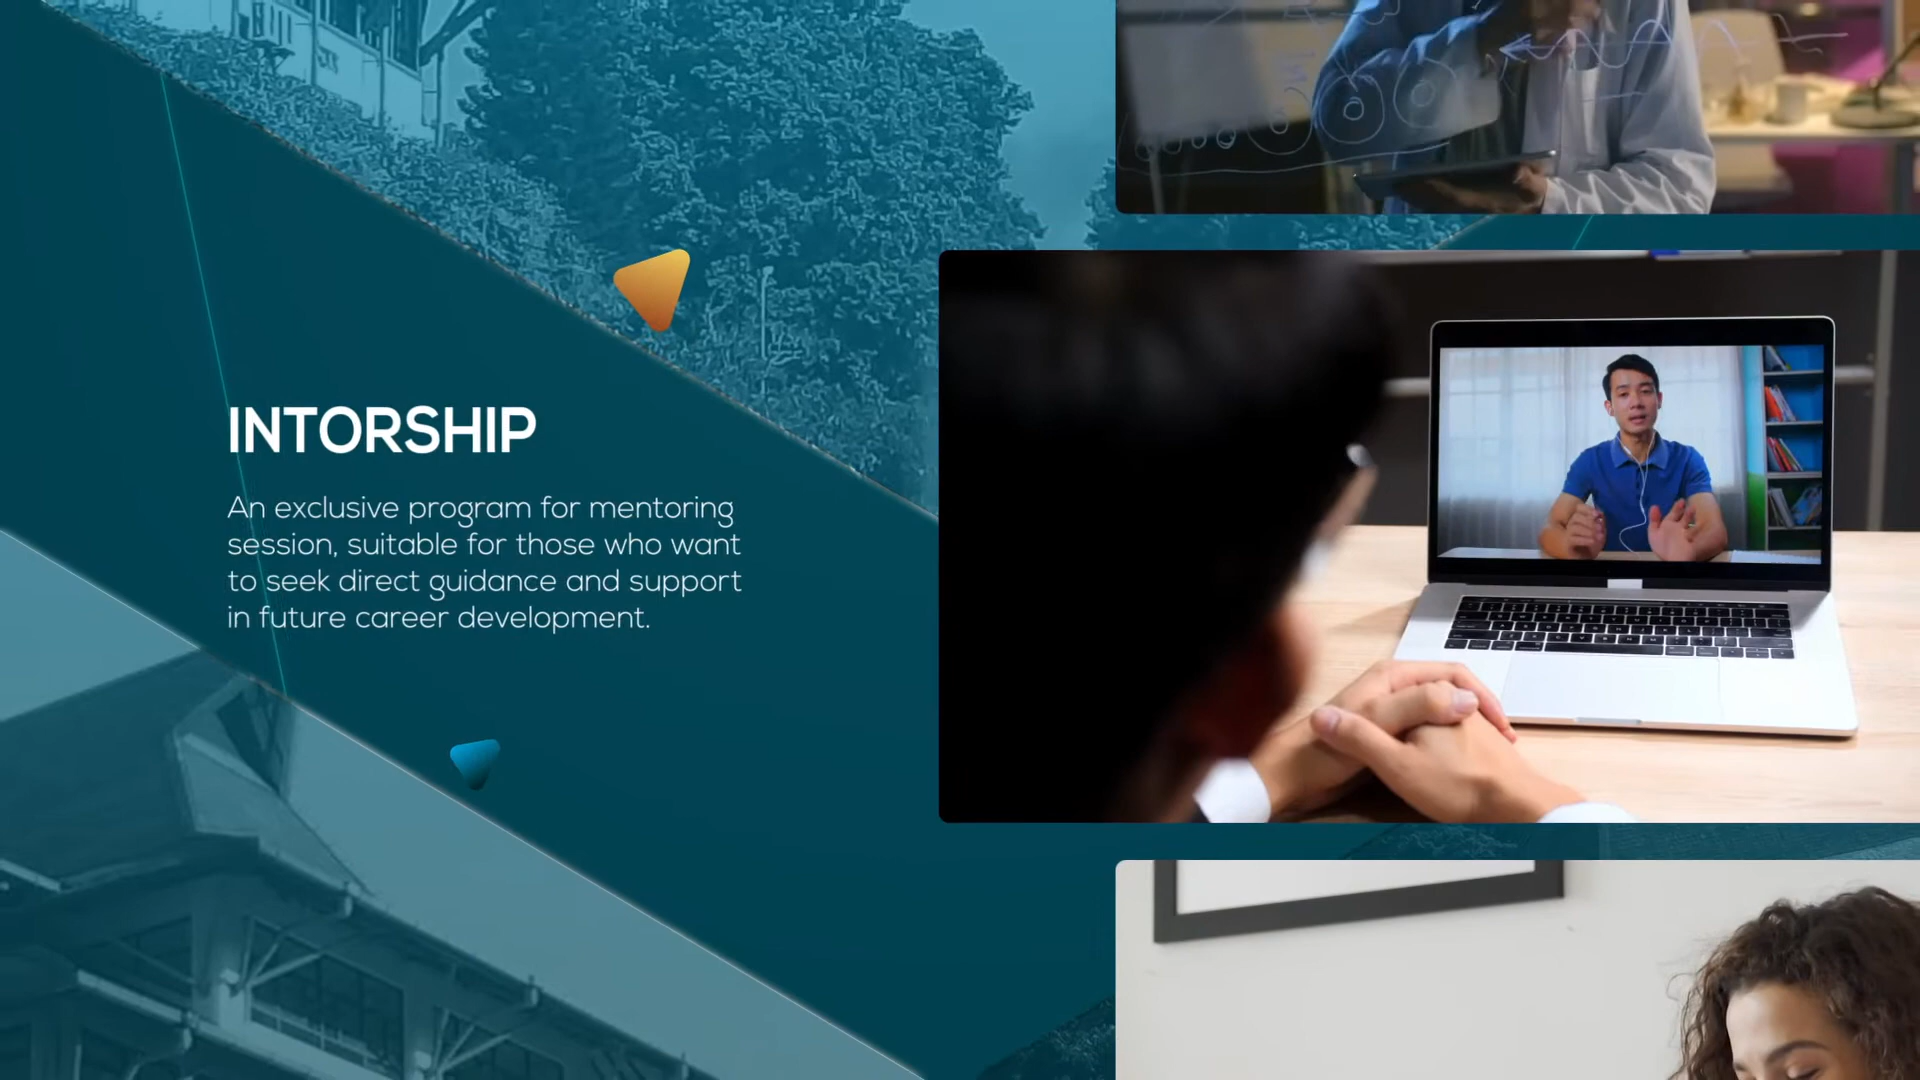 INTORSHIP
An exclusive program for mentoring
session, suitable for those who want
to seek direct guidance and support
in future career development.